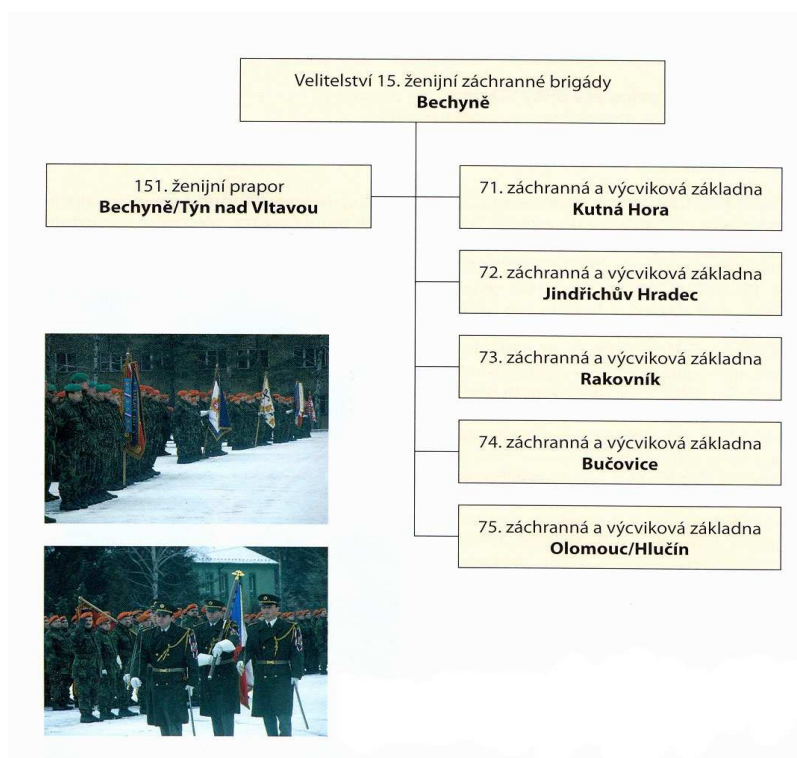 Velitelství 15. ženijní záchranné brigády
Bechyně
151. ženijní prapor
Bechyně/Týn nad Vltavou
71. záchranná a výcviková základna
Kutná Hora
72. záchranná a výcviková základna
Jindřichův Hradec
73. záchranná a výcviková základna
Rakovník
74. záchranná a výcviková základna
Bučovice
75. záchranná a výcviková základna
Olomouc/Hlučín